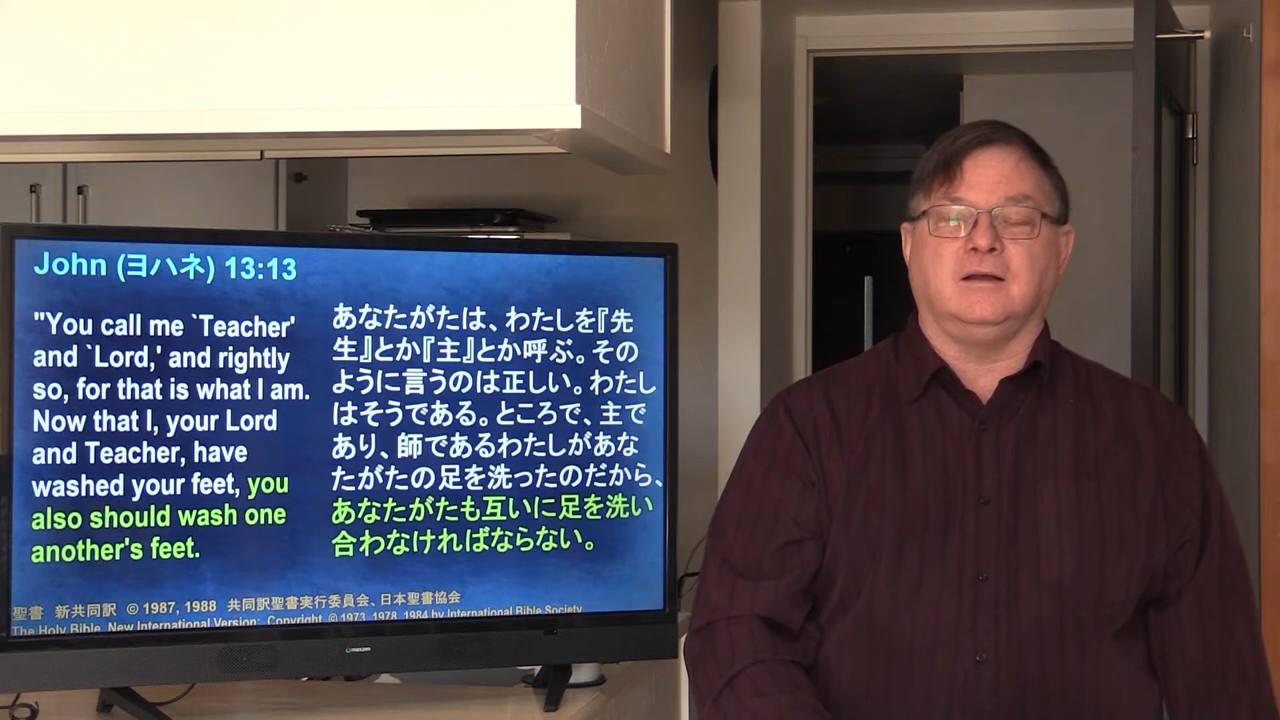 John (ヨハネ) 13:13
"You call me `Teacher'
and `Lord,' and rightly
so, for that is what I am.
Now that I, your Lord
and Teacher, have
washed your feet, you
also should wash one
another's feet.
あなたがたは、わたしを『先
生』とか『主』とか呼ぶ。その
ように言うのは正しい。わたし
はそうである。ところで、主で
あり、師であるわたしがあな
たがたの足を洗ったのだから、
あなたがたも互いに足を洗い
合わなければならない。
聖書 新共同訳 © 1987, 1988 共同訳聖書実行委員会、日本聖書協会
The Holy Bible, New International Version; Copyright © 1973, 1978, 1984 by International Bible Society